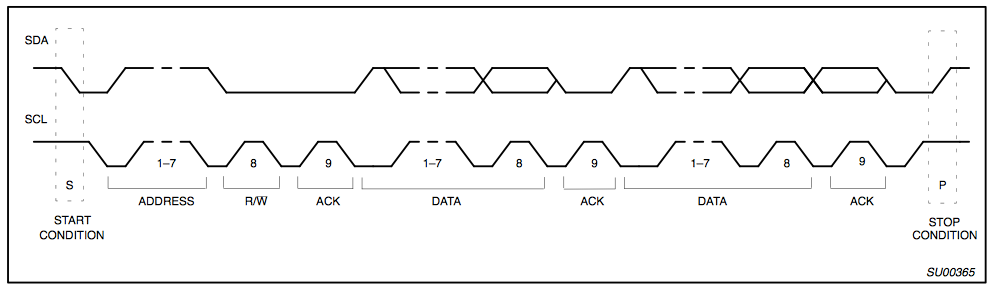 SDA
SCL
1–7 8 9 1–7 8 9 1–7 8 9
S P
ADDRESS R/W̅ ACK DATA ACK DATA ACK
START
CONDITION
STOP
CONDITION
SU00365